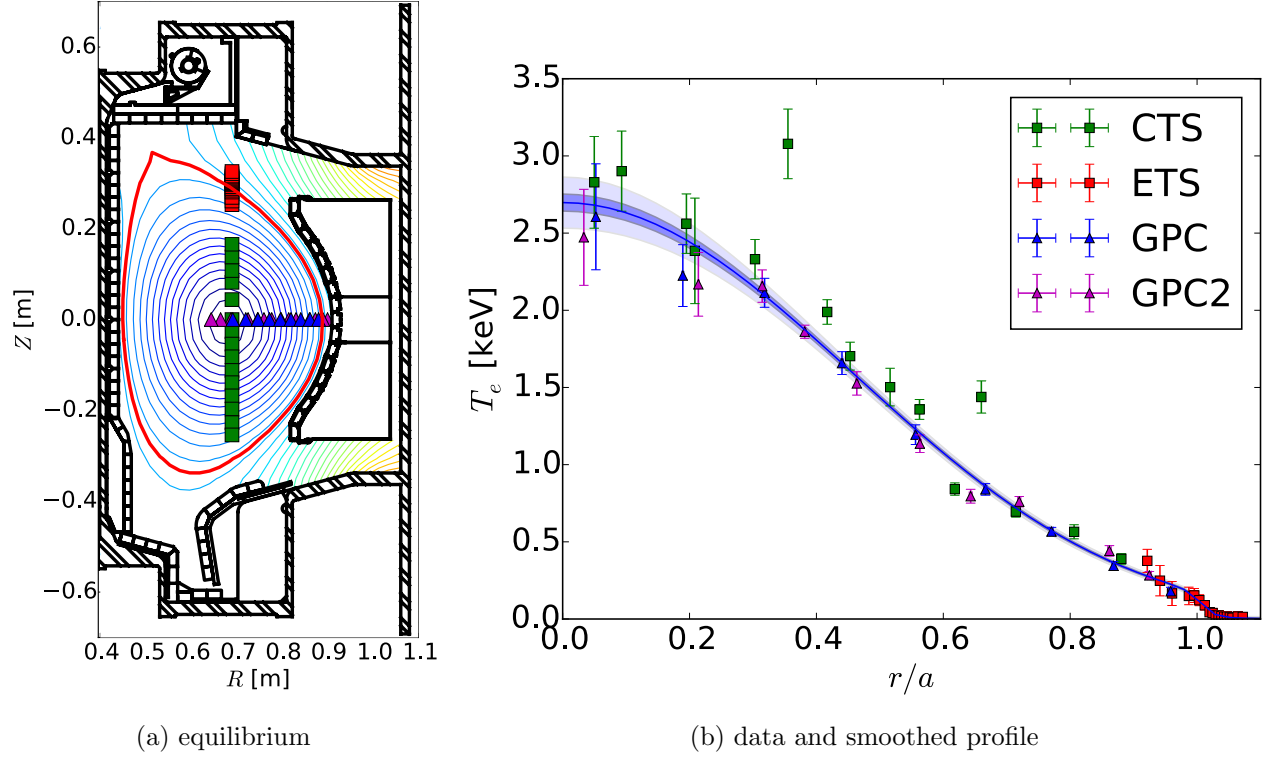 0.6
0.4
0.2
0.0
−0.2
−0.4
−0.6
Z [m]
0.4 0.5 0.6 0.7 0.8 0.9 1.0 1.1
R [m]
(a) equilibrium
3.5
3.0
2.5
2.0
1.5
1.0
0.5
0.0
T_e [keV]
0.0 0.2 0.4 0.6 0.8 1.0
r/a
CTS
ETS
GPC
GPC2
(b) data and smoothed profile